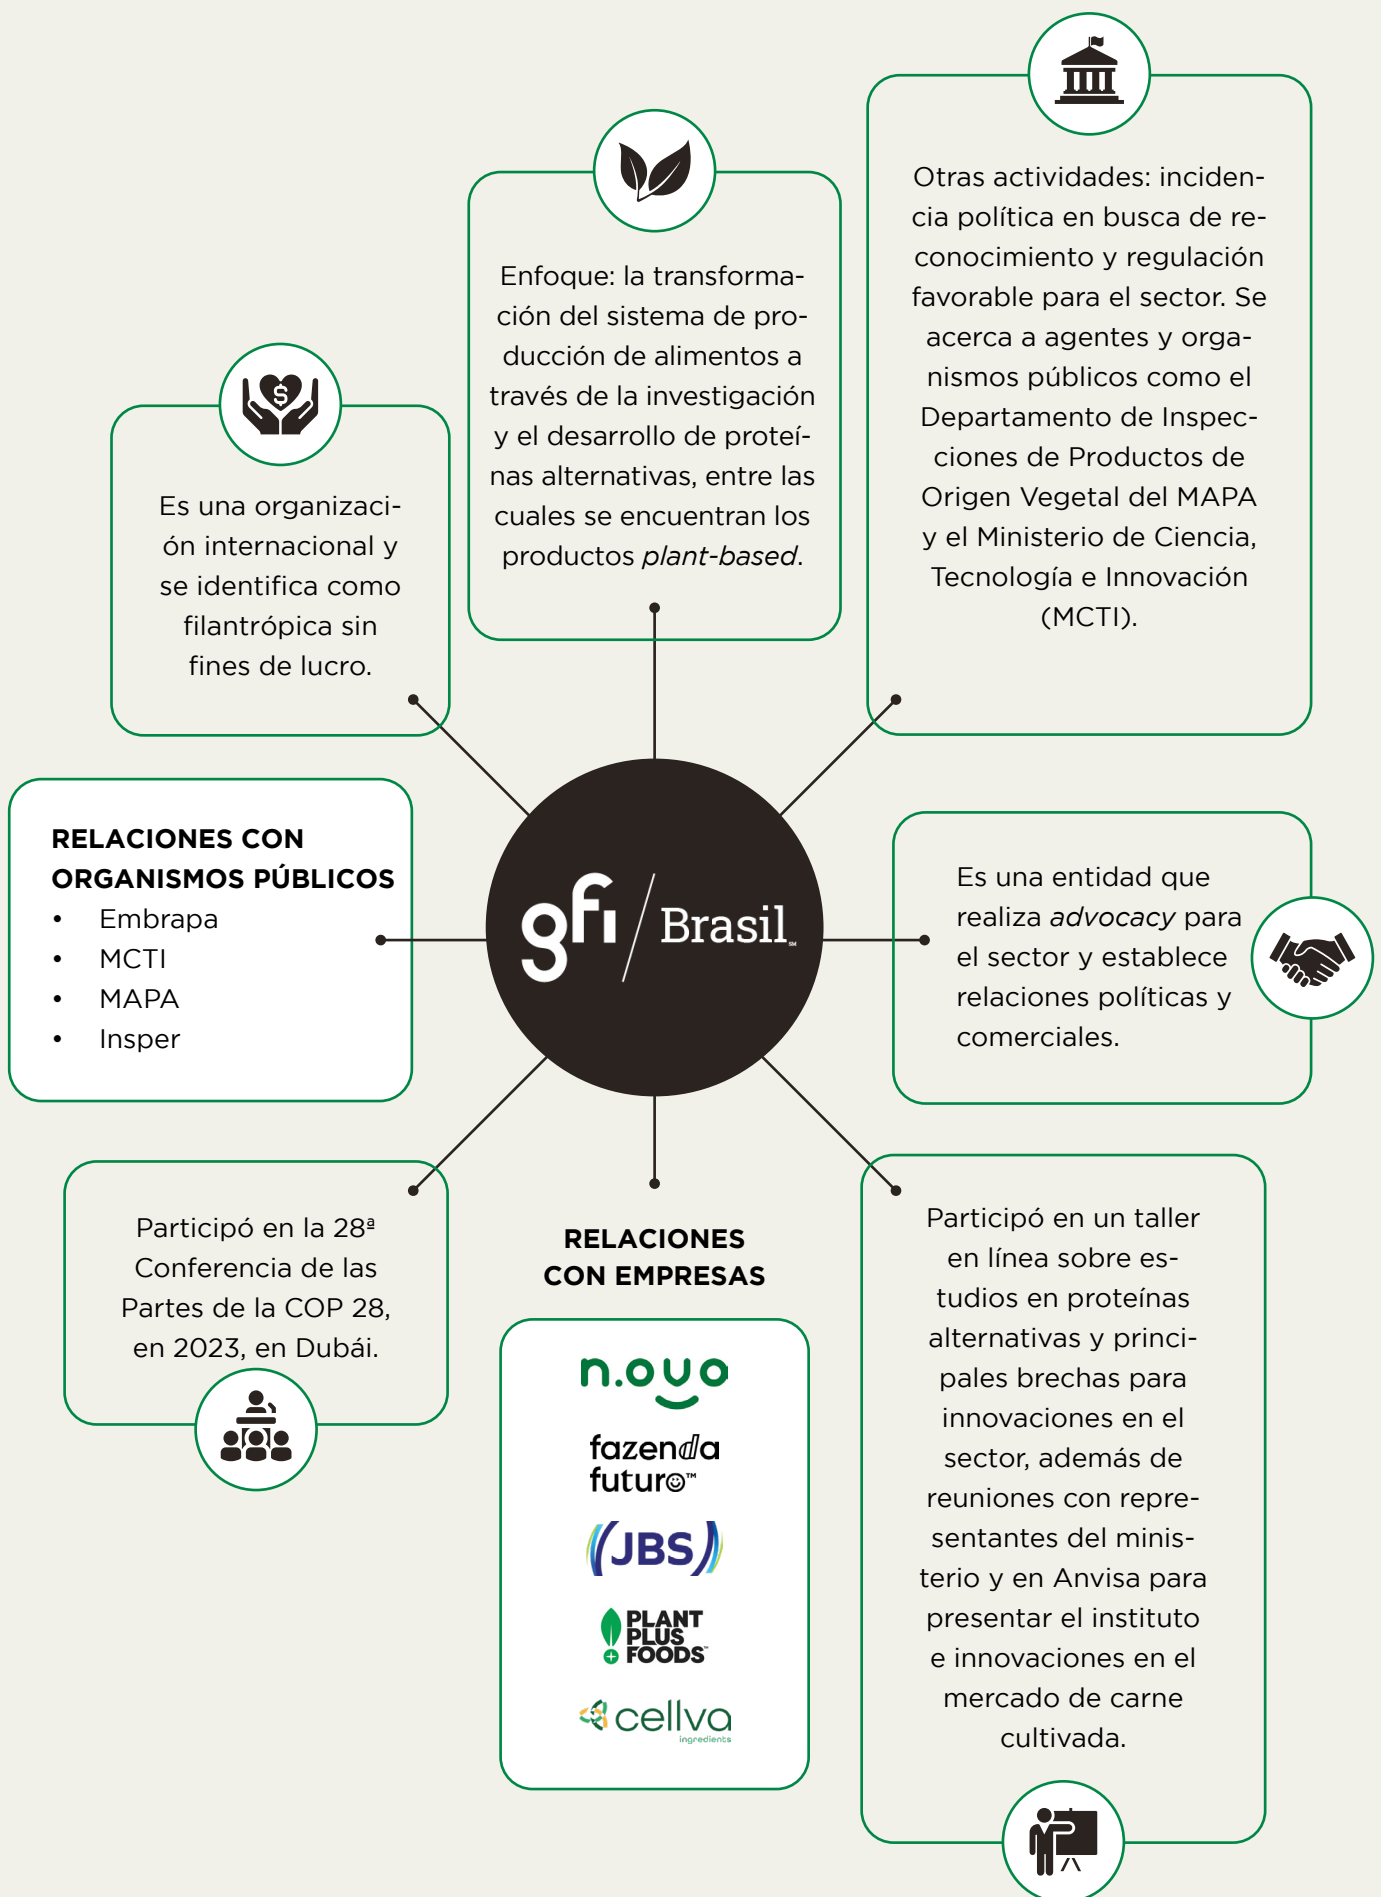 Otras actividades: inciden-
cia política en busca de re-
conocimiento y regulación
favorable para el sector. Se
acerca a agentes y orga-
nismos públicos como el
Departamento de Inspec-
ciones de Productos de
Origen Vegetal del MAPA
y el Ministerio de Ciencia,
Tecnología e Innovación
(MCTI).
Enfoque: la transforma-
ción del sistema de pro-
ducción de alimentos a
través de la investigación
y el desarrollo de proteí-
nas alternativas, entre las
cuales se encuentran los
productos plant-based.
$
Es una organizaci-
ón internacional y
se identifica como
filantrópica sin
fines de lucro.
RELACIONES CON
ORGANISMOS PÚBLICOS
• Embrapa
• MCTI
• MAPA
• Insper
gfi / Brasil℠
Es una entidad que
realiza advocacy para
el sector y establece
relaciones políticas y
comerciales.
Participó en la 28ª
Conferencia de las
Partes de la COP 28,
en 2023, en Dubái.
RELACIONES
CON EMPRESAS
n.ovo
fazenda
futuro™
JBS
PLANT
PLUS
FOODS™
cellva
ingredients
Participó en un taller
en línea sobre es-
tudios en proteínas
alternativas y princi-
pales brechas para
innovaciones en el
sector, además de
reuniones con repre-
sentantes del minis-
terio y en Anvisa para
presentar el instituto
e innovaciones en el
mercado de carne
cultivada.